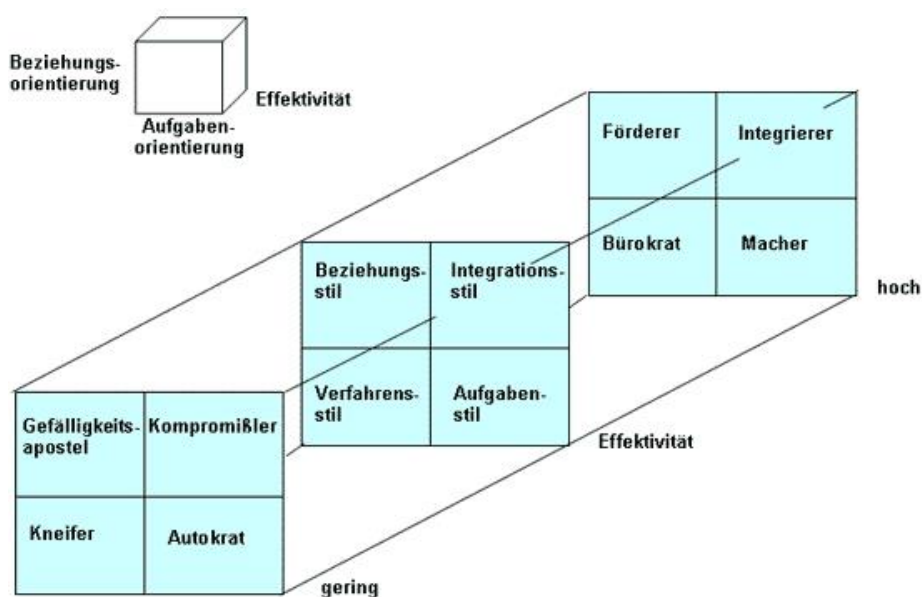 Beziehungs-
orientierung
Effektivität
Aufgaben-
orientierung
Förderer
Integrierer
Bürokrat
Macher
hoch
Beziehungs-
stil
Integrations-
stil
Verfahrens-
stil
Aufgaben-
stil
Effektivität
Gefälligkeits-
apostel
Kompromißler
Kneifer
Autokrat
gering